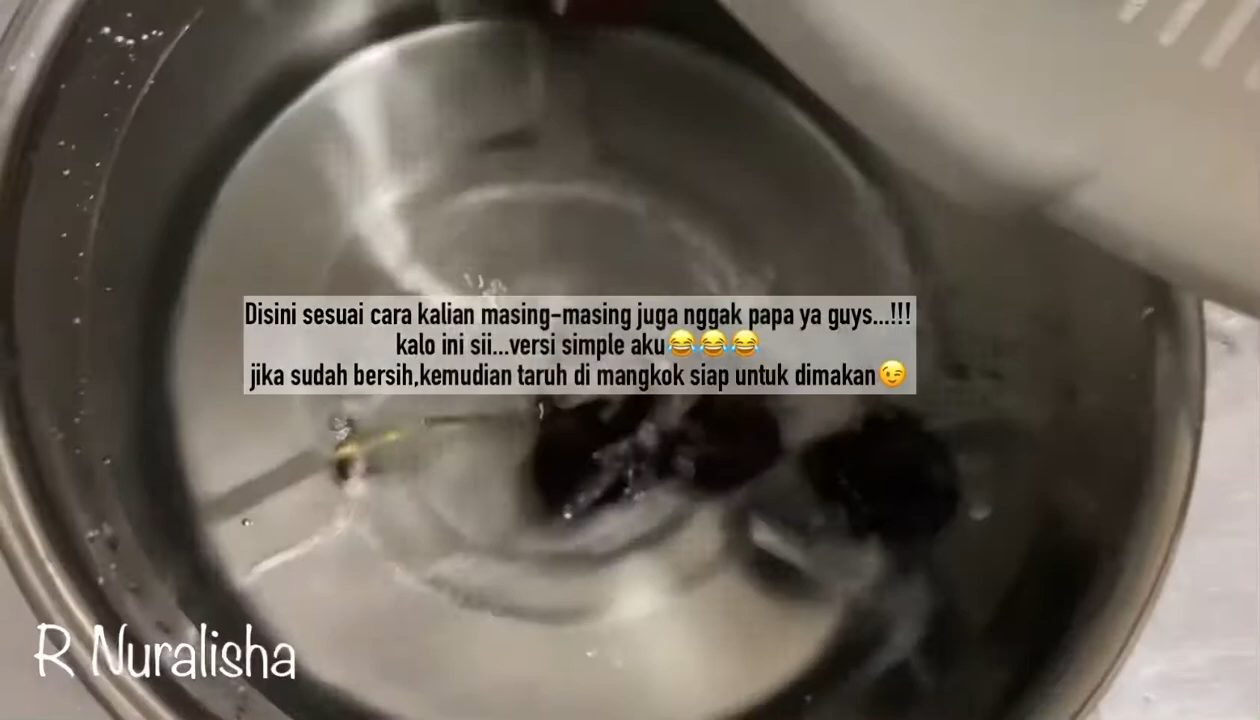 Disini sesuai cara kalian masing-masing juga nggak papa ya guys...!!!
kalo ini sii...versi simple aku😂😂😂
jika sudah bersih,kemudian taruh di mangkok siap untuk dimakan😉
R Nuralisha